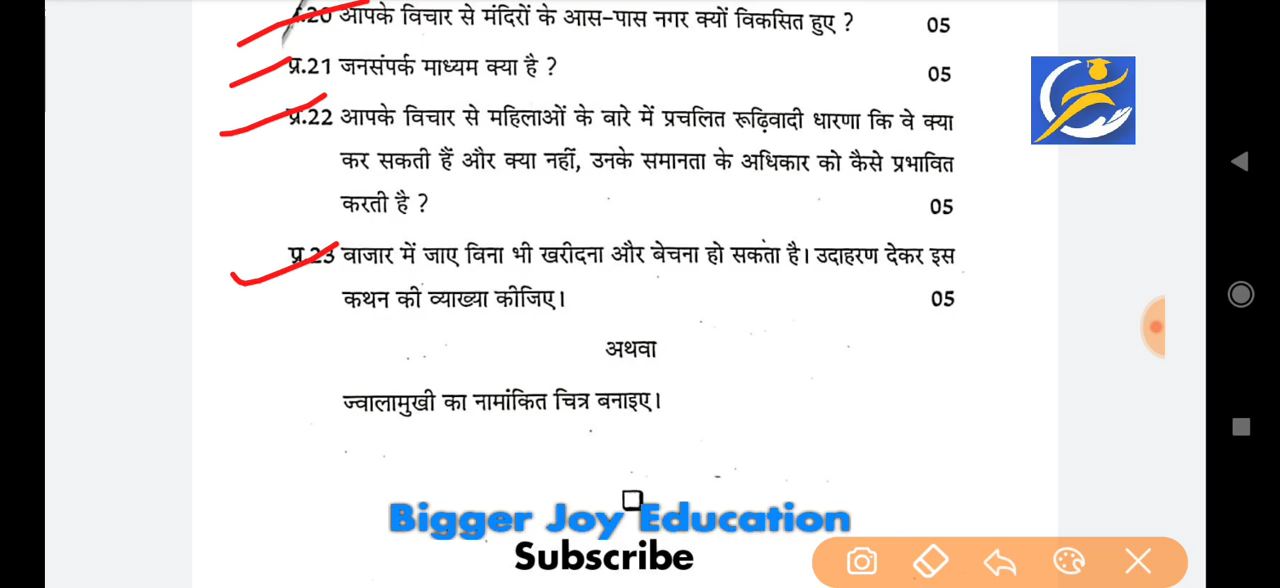 प्र.20 आपके विचार से मंदिरों के आस-पास नगर क्यों विकसित हुए ? 05
प्र.21 जनसंपर्क माध्यम क्या है ? 05
प्र.22 आपके विचार से महिलाओं के बारे में प्रचलित रूढ़िवादी धारणा कि वे क्या
कर सकती हैं और क्या नहीं, उनके समानता के अधिकार को कैसे प्रभावित
करती है ? 05
प्र.23 बाजार में जाए बिना भी खरीदना और बेचना हो सकता है। उदाहरण देकर इस
कथन की व्याख्या कीजिए। 05
अथवा
ज्वालामुखी का नामांकित चित्र बनाइए।
Bigger Joy Education
Subscribe